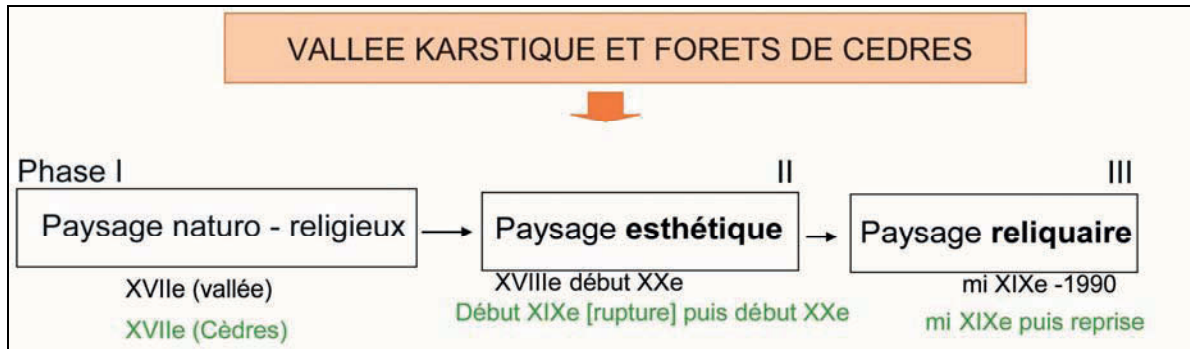 VALLEE KARSTIQUE ET FORETS DE CEDRES
Phase I
II
III
Paysage naturo - religieux
Paysage esthétique
Paysage reliquaire
XVIIe (vallée)
XVIIe (Cèdres)
XVIIIe début XXe
Début XIXe [rupture] puis début XXe
mi XIXe -1990
mi XIXe puis reprise